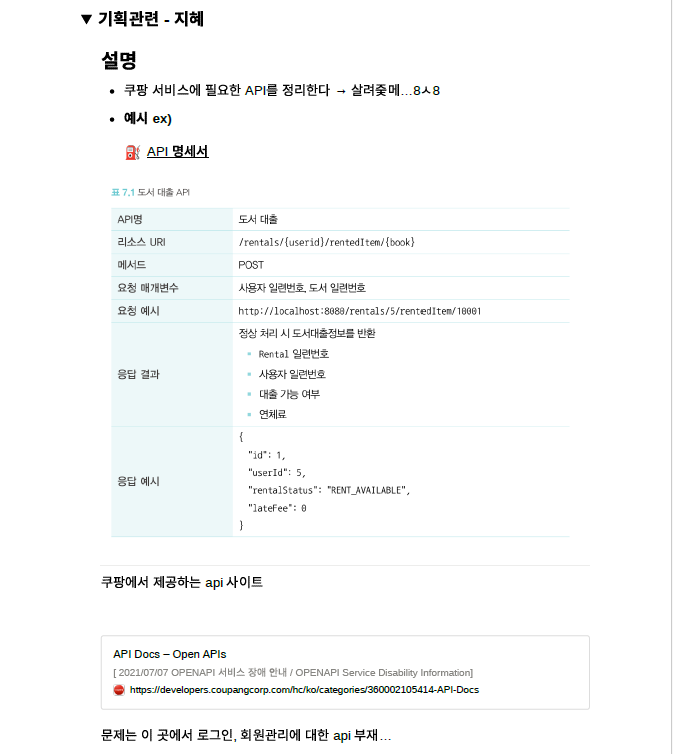 ▼ 기획관련 - 지혜
설명
• 쿠팡 서비스에 필요한 API를 정리한다 → 살려줒메…8ㅅ8
• 예시 ex)
API 명세서
표 7.1 도서 대출 API
API명 도서 대출
리소스 URI /rentals/{userid}/rentedItem/{book}
메서드 POST
요청 매개변수 사용자 일련번호, 도서 일련번호
요청 예시 http://localhost:8080/rentals/5/rentedItem/10001
응답 결과 정상 처리 시 도서대출정보를 반환
• Rental 일련번호
• 사용자 일련번호
• 대출 가능 여부
• 연체료
응답 예시 {
"id": 1,
"userId": 5,
"rentalStatus": "RENT_AVAILABLE",
"lateFee": 0
}
쿠팡에서 제공하는 api 사이트
API Docs – Open APIs
[ 2021/07/07 OPENAPI 서비스 장애 안내 / OPENAPI Service Disability Information]
https://developers.coupangcorp.com/hc/ko/categories/360002105414-API-Docs
문제는 이 곳에서 로그인, 회원관리에 대한 api 부재…